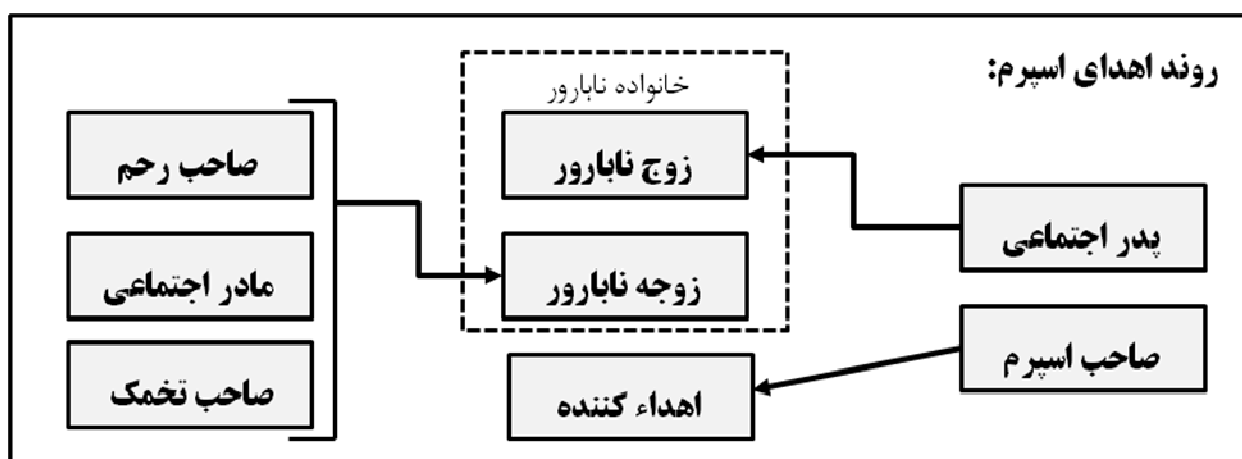 روند اهدای اسپرم:
خانواده نابارور
زوج نابارور
صاحب رحم
پدر اجتماعی
زوجه نابارور
مادر اجتماعی
صاحب اسپرم
اهداء کننده
صاحب تخمک